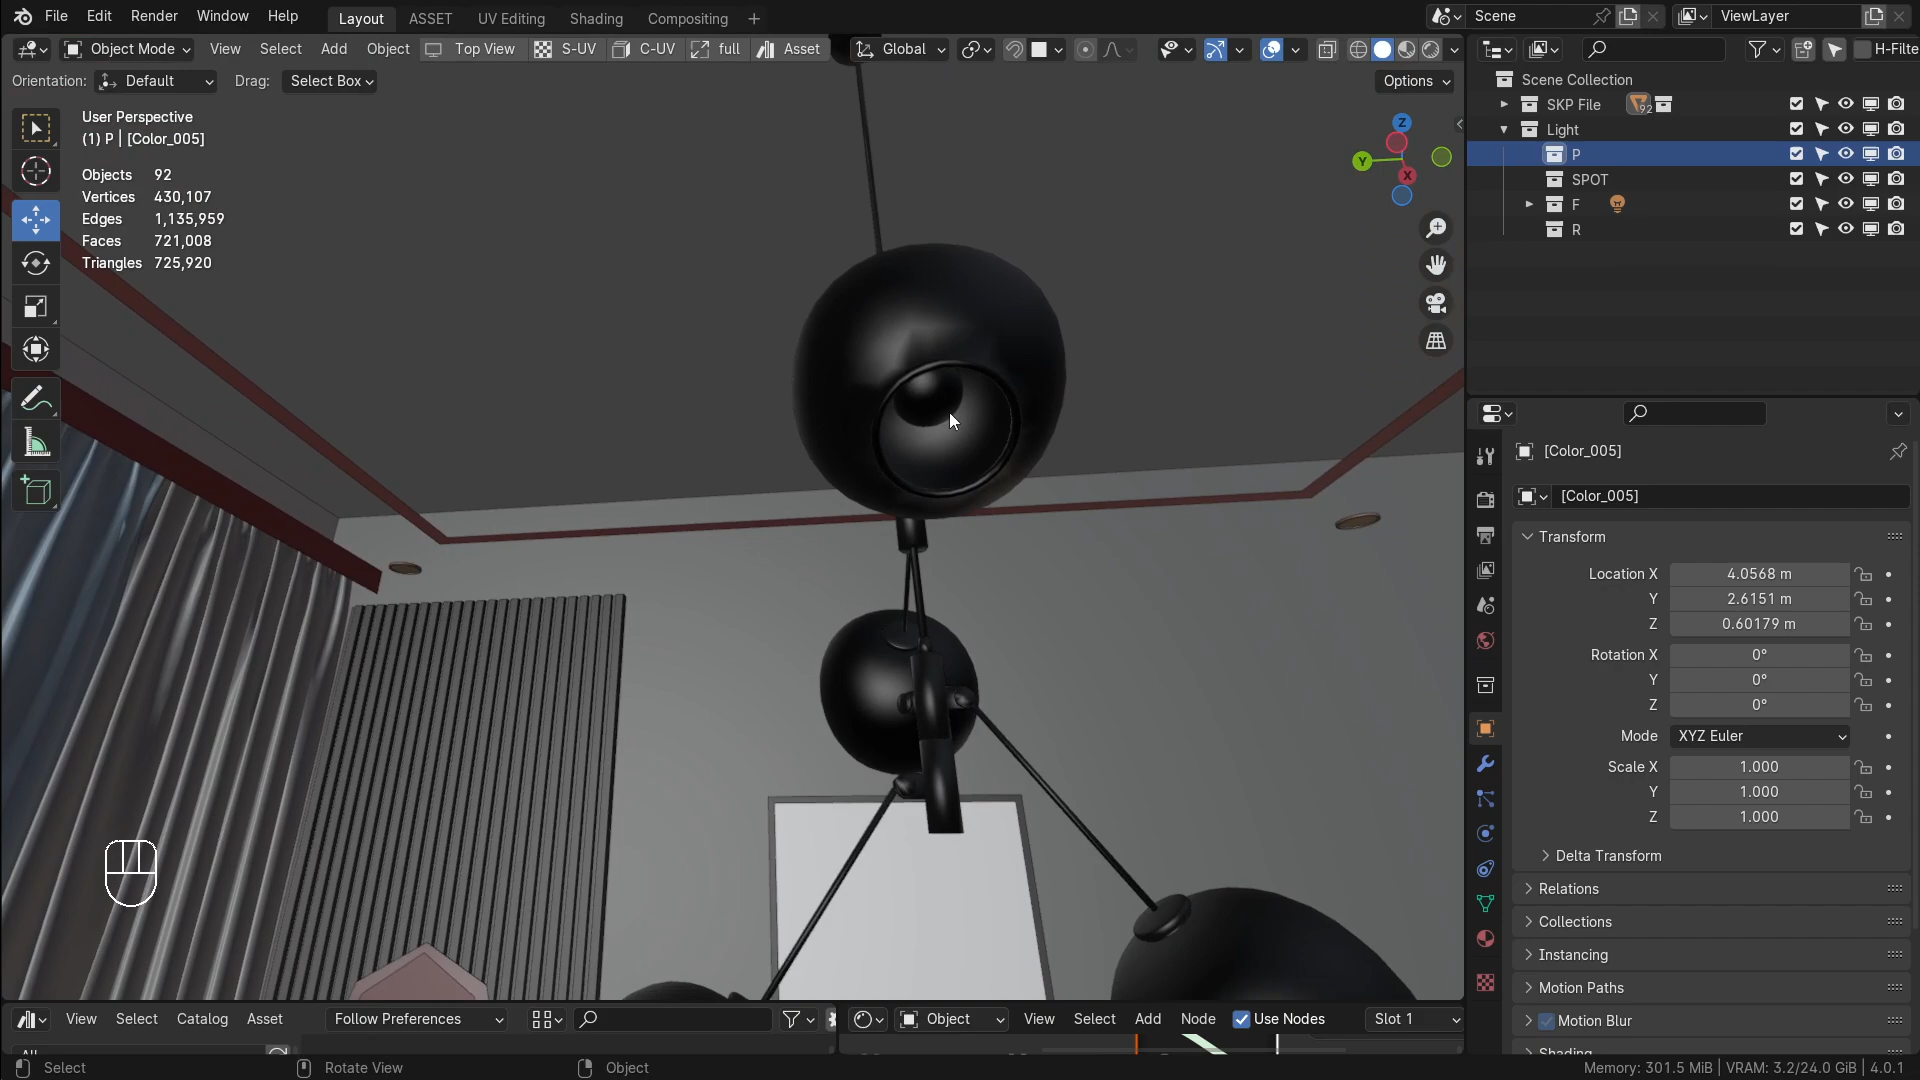 File Edit Render Window Help Layout ASSET UV Editing Shading Compositing + Scene ViewLayer
Object Mode View Select Add Object Top View S-UV C-UV full Asset Global H-Filte
Orientation: Default Drag: Select Box Options
User Perspective
(1) P | [Color_005]
Objects 92
Vertices 430,107
Edges 1,135,959
Faces 721,008
Triangles 725,920
Z
Y
X
Scene Collection
SKP File 92
Light
P
SPOT
F
R
[Color_005]
[Color_005]
Transform
Location X 4.0568 m
Y 2.6151 m
Z 0.60179 m
Rotation X 0°
Y 0°
Z 0°
Mode XYZ Euler
Scale X 1.000
Y 1.000
Z 1.000
Delta Transform
Relations
Collections
Instancing
Motion Paths
Motion Blur
Shading
View Select Catalog Asset Follow Preferences Object View Select Add Node Use Nodes Slot 1
All
Select Rotate View Object Memory: 301.5 MiB | VRAM: 3.2/24.0 GiB | 4.0.1